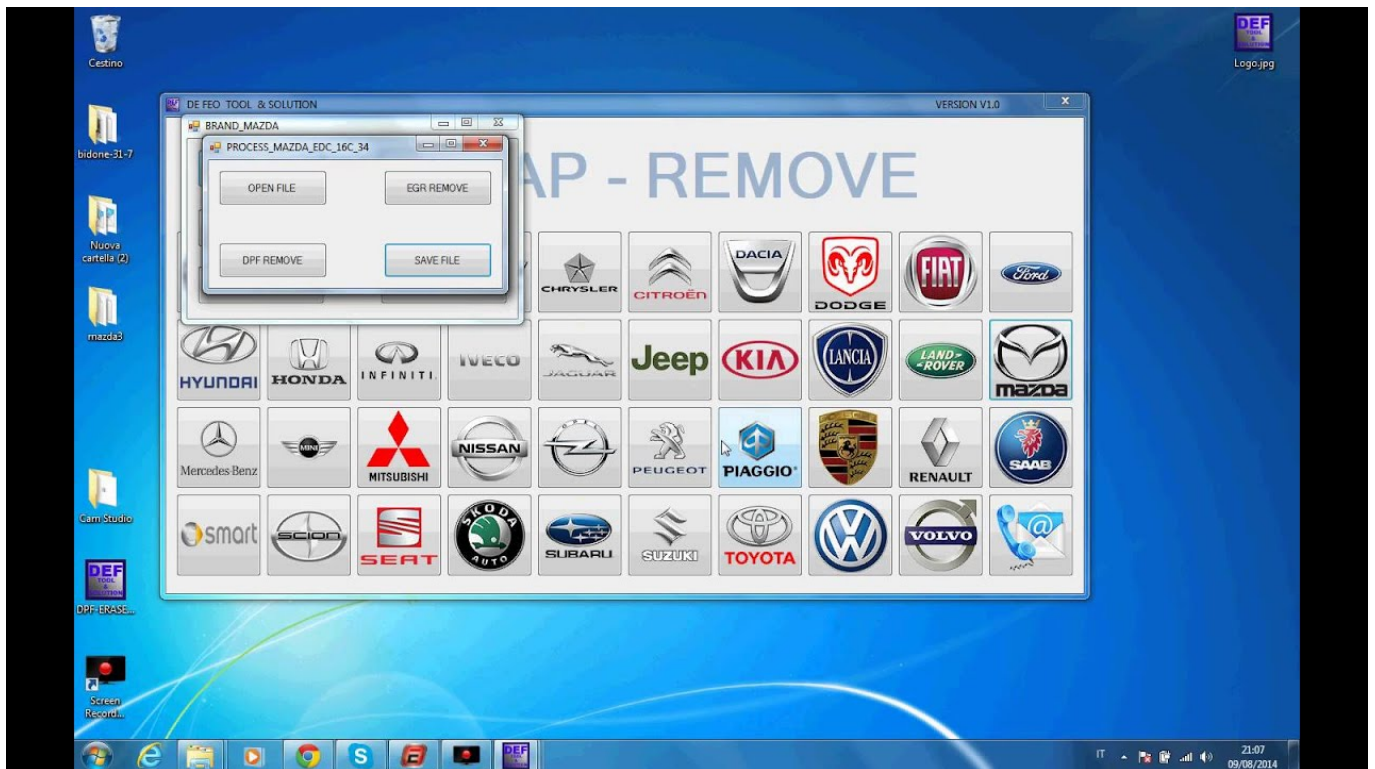 Cestino
DEF
TOOL
&
Logo.jpg
DE FEO TOOL & SOLUTION
VERSION V1.0
X
bidone-31-7
BRAND_MAZDA
PROCESS_MAZDA_EDC_16C_34
OPEN FILE
EGR REMOVE
AP - REMOVE
DPF REMOVE
SAVE FILE
Nuova
cartella (2)
CHRYSLER
CITROËN
DACIA
DODGE
FIAT
Ford
mazda3
HYUNDAI
HONDA
INFINITI
IVECO
JAGUAR
Jeep
KIA
LANCIA
LAND-
-ROVER
mazda
Mercedes-Benz
MINI
MITSUBISHI
NISSAN
PEUGEOT
PIAGGIO
RENAULT
SAAB
Cam Studio
smart
scion
SEAT
SKODA
AUTO
SUBARU
SUZUKI
TOYOTA
VOLVO
@
DEF
TOOL
&
DPF-ERASE...
Screen
Record...
DEF
IT
21:07
09/08/2014